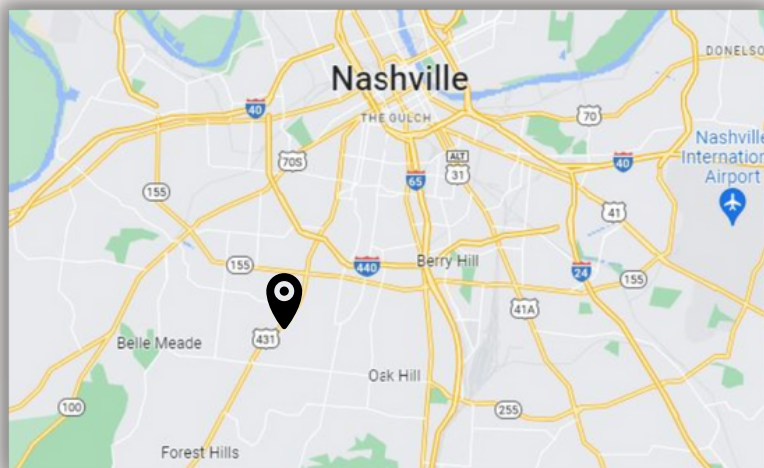 DONELSO
Nashville
40
THE GULCH
70
70S
ALT
31
40
Nashville
Internationa
Airport
65
155
41
155
440
Berry Hill
24
155
41A
431
Belle Meade
Oak Hill
100
255
Forest Hills